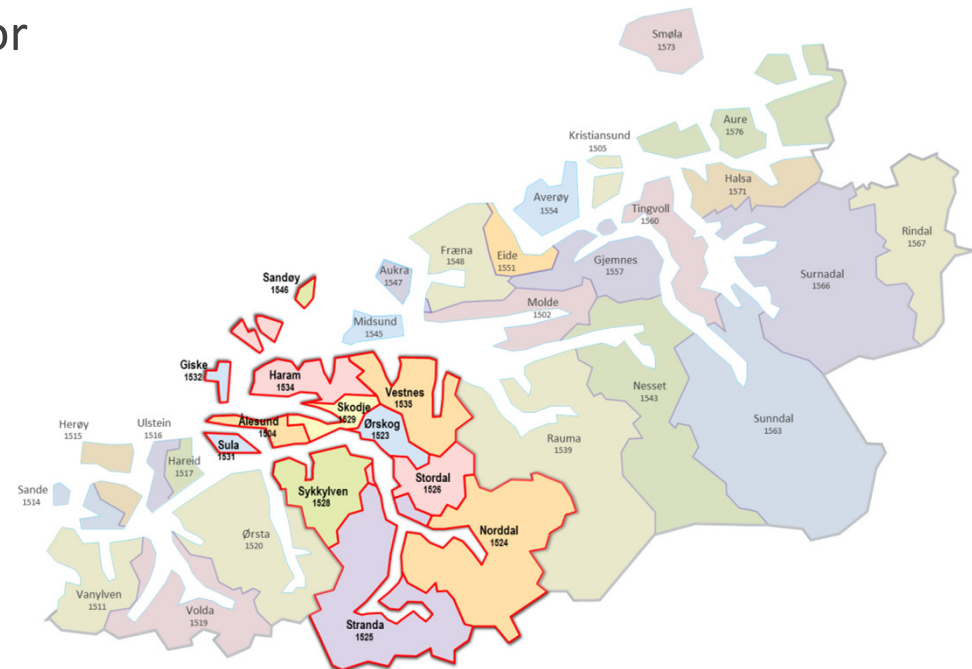 or
Smøla
1573
Aure
1576
Kristiansund
1505
Halsa
1571
Averøy
1554
Tingvoll
1560
Rindal
1567
Fræna
1548
Eide
1551
Gjemnes
1557
Surnadal
1566
Aukra
1547
Sandøy
1546
Molde
1502
Midsund
1545
Giske
1532
Haram
1534
Vestnes
1535
Nesset
1543
Skodje
1529
Sunndal
1563
Ålesund
1504
Ørskog
1523
Herøy
1515
Ulstein
1516
Rauma
1539
Sula
1531
Hareid
1517
Stordal
1526
Sande
1514
Sykkylven
1528
Norddal
1524
Ørsta
1520
Vanylven
1511
Volda
1519
Stranda
1525